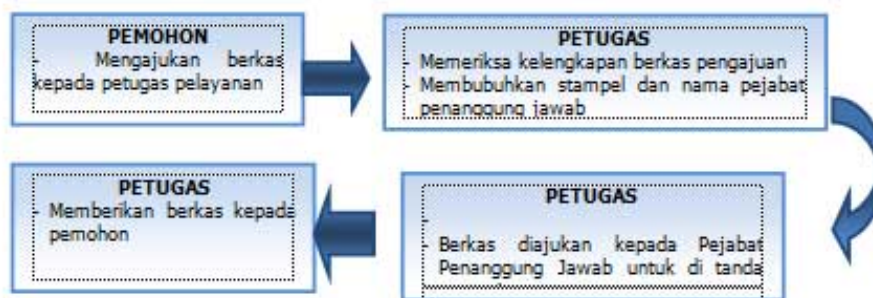 PEMOHON
- Mengajukan berkas
kepada petugas pelayanan
PETUGAS
- Memeriksa kelengkapan berkas pengajuan
- Membubuhkan stampel dan nama pejabat
penanggung jawab
PETUGAS
-
- Berkas diajukan kepada Pejabat
Penanggung Jawab untuk di tanda
PETUGAS
- Memberikan berkas kepada
pemohon